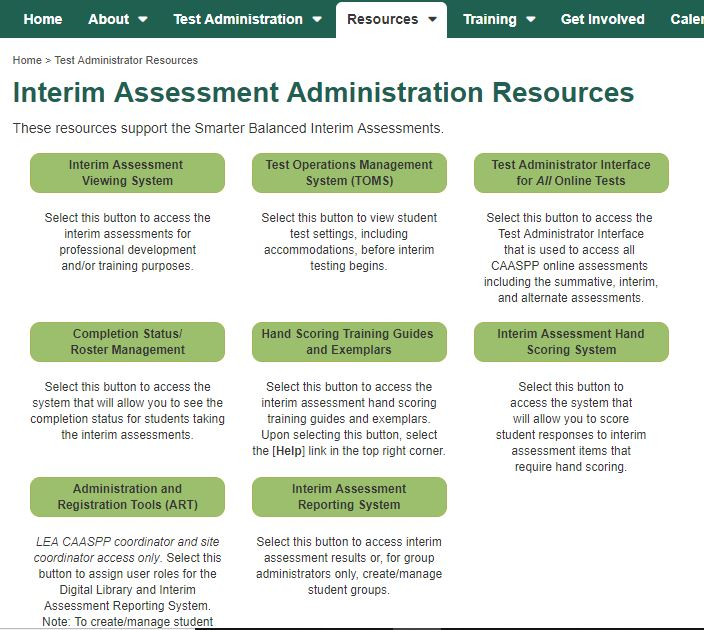 Home About Test Administration Resources Training Get Involved
Home > Test Administrator Resources
Interim Assessment Administration Resources
These resources support the Smarter Balanced Interim Assessments.
Interim Assessment
Viewing System
Select this button to access the
interim assessments for
professional development
and/or training purposes.
Test Operations Management
System (TOMS)
Select this button to view student
test settings, including
accommodations, before interim
testing begins.
Test Administrator Interface
for All Online Tests
Select this button to access the
Test Administrator Interface
that is used to access all
CAASPP online assessments
including the summative, interim,
and alternate assessments.
Completion Status/
Roster Management
Select this button to access the
system that will allow you to see the
completion status for students taking
the interim assessments.
Hand Scoring Training Guides
and Exemplars
Select this button to access the
interim assessment hand scoring
training guides and exemplars.
Upon selecting this button, select
the [Help] link in the top right corner.
Interim Assessment Hand
Scoring System
Select this button to
access the system that
will allow you to score
student responses to interim
assessment items that
require hand scoring.
Administration and
Registration Tools (ART)
LEA CAASPP coordinator and site
coordinator access only. Select this
button to assign user roles for the
Digital Library and Interim
Assessment Reporting System.
Note: To create/manage student
Interim Assessment
Reporting System
Select this button to access interim
assessment results or, for group
administrators only, create/manage
student groups.